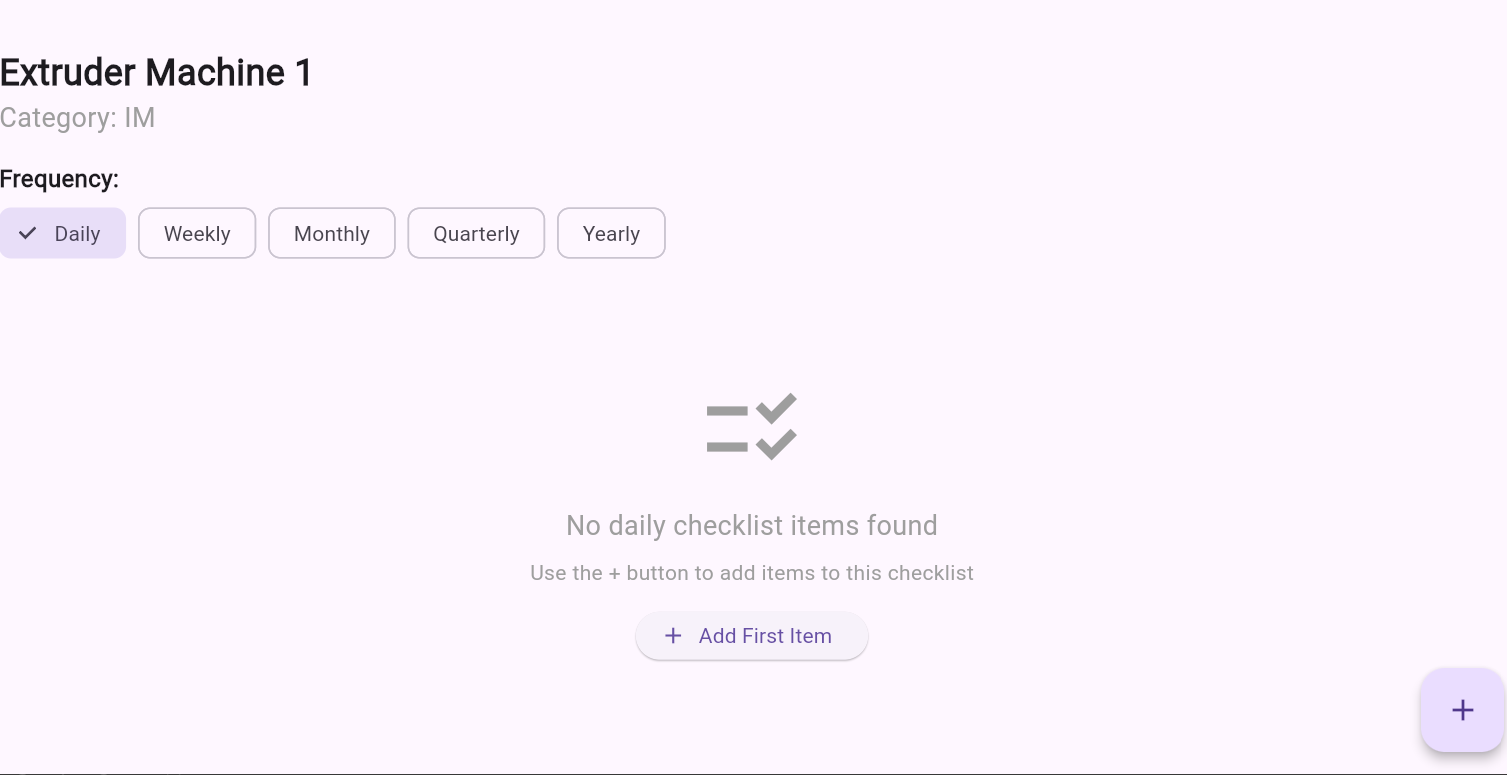 Extruder Machine 1
Category: IM
Frequency:
Daily Weekly Monthly Quarterly Yearly
No daily checklist items found
Use the + button to add items to this checklist
+ Add First Item
+